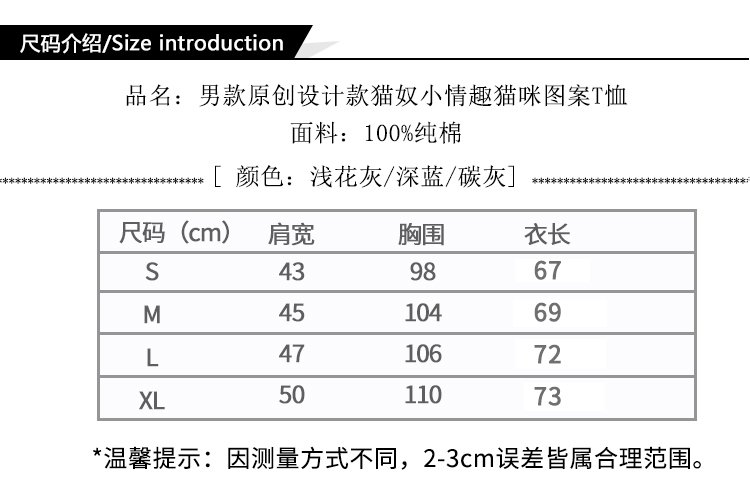 尺码介绍/Size introduction
品名：男款原创设计款猫奴小情趣猫咪图案T恤
面料：100%纯棉
******************************[ 颜色：浅花灰/深蓝/碳灰] ********************************
尺码（cm） 肩宽 胸围 衣长
S 43 98 67
M 45 104 69
L 47 106 72
XL 50 110 73
*温馨提示：因测量方式不同，2-3cm误差皆属合理范围。